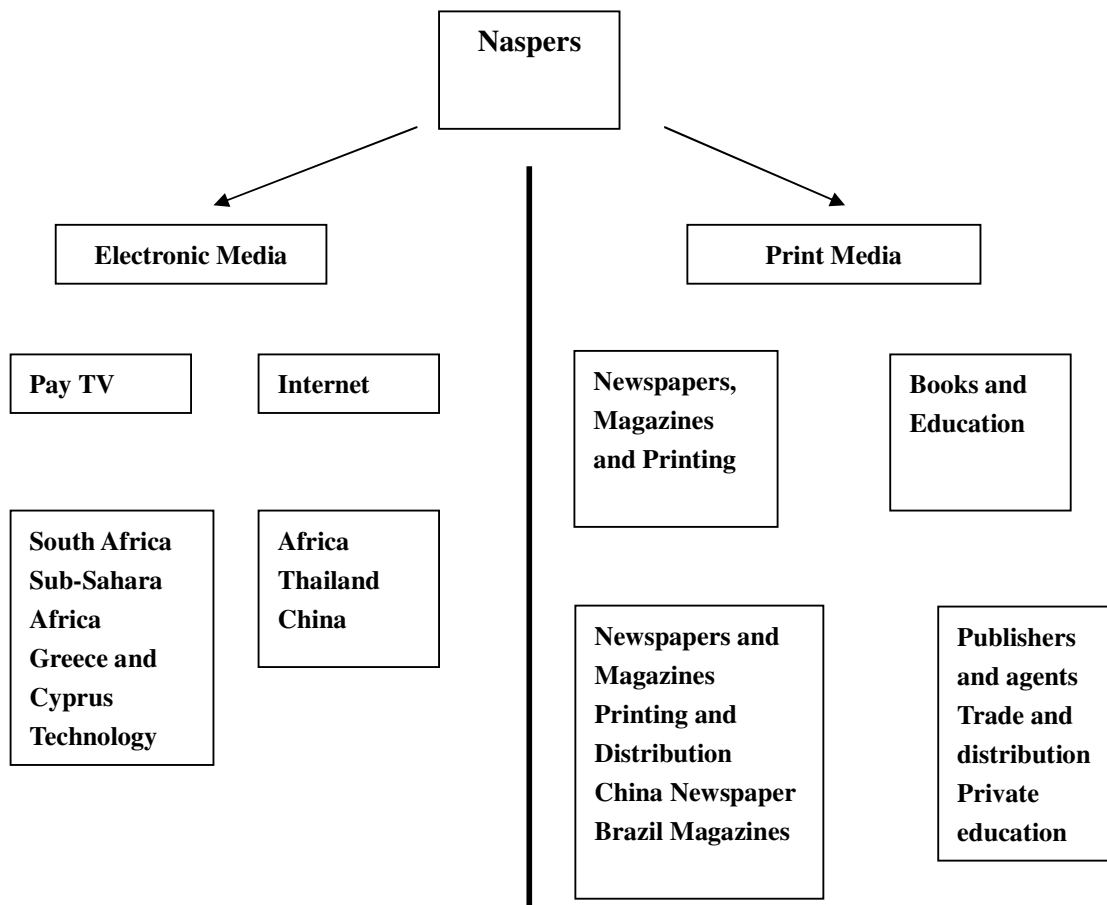 Naspers
Electronic Media
Print Media
Pay TV
Internet
Newspapers,
Magazines
and Printing
Books and
Education
South Africa
Sub-Sahara
Africa
Greece and
Cyprus
Technology
Africa
Thailand
China
Newspapers and
Magazines
Printing and
Distribution
China Newspaper
Brazil Magazines
Publishers
and agents
Trade and
distribution
Private
education